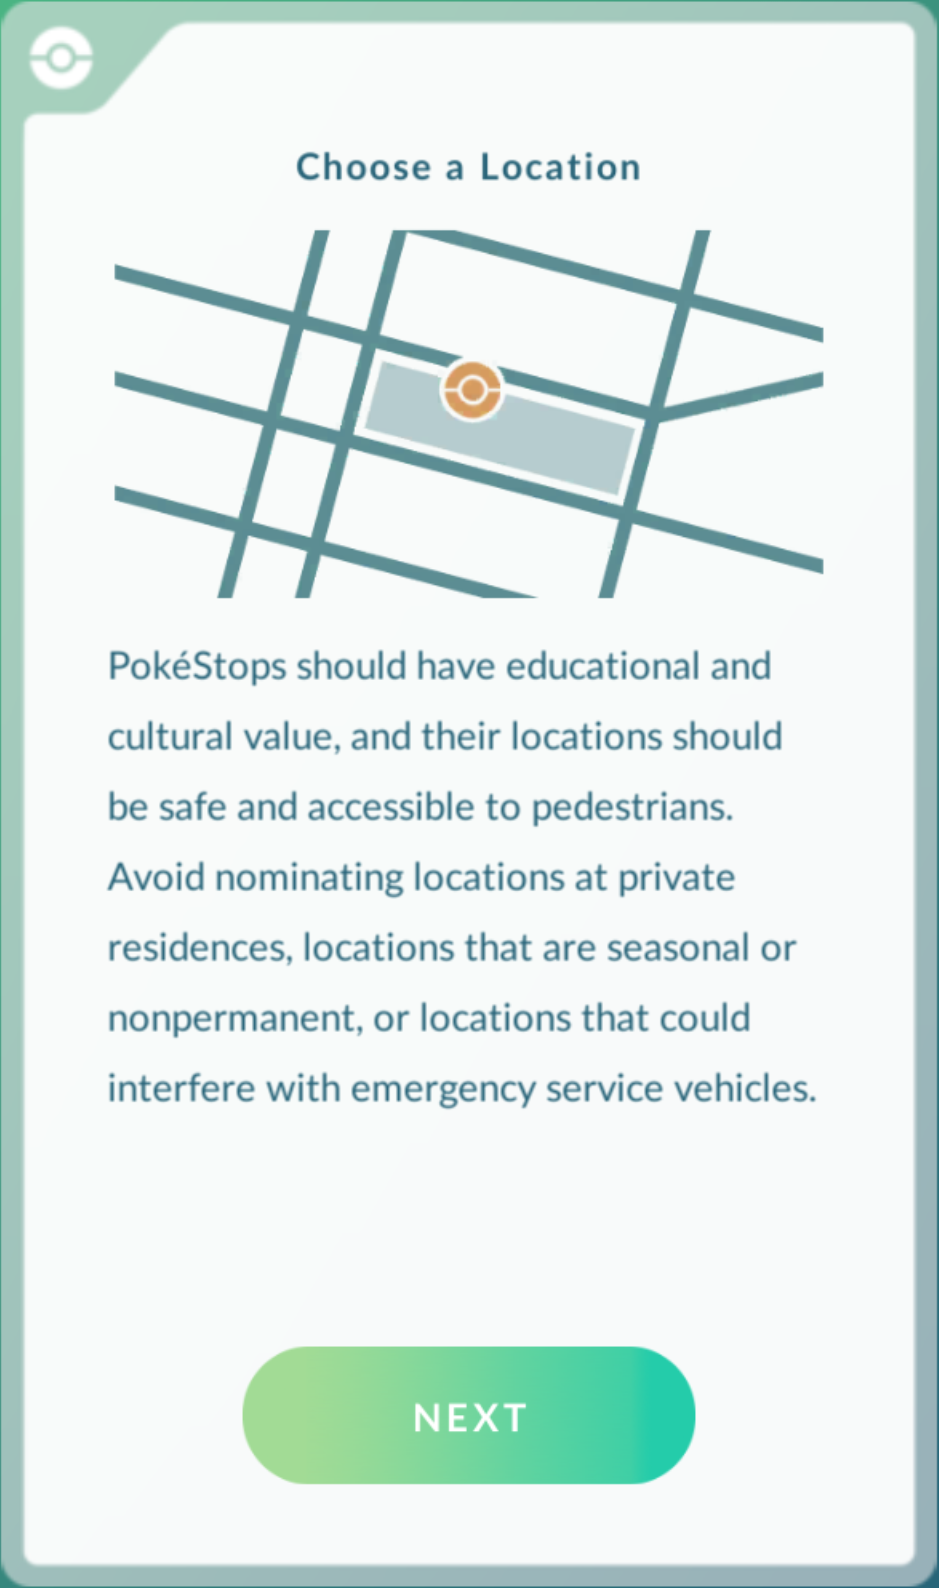 Choose a Location
PokéStops should have educational and
cultural value, and their locations should
be safe and accessible to pedestrians.
Avoid nominating locations at private
residences, locations that are seasonal or
nonpermanent, or locations that could
interfere with emergency service vehicles.
NEXT